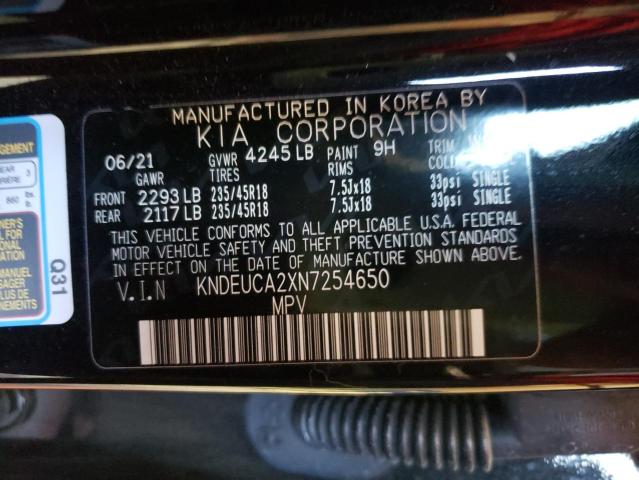 MANUFACTURED IN KOREA BY
KIA CORPORATION
06/21 GVWR 4245 LB PAINT 9H TRIM
GAWR TIRES RIMS
FRONT 2293 LB 235/45R18 7.5Jx18 33psi SINGLE
REAR 2117 LB 235/45R18 7.5Jx18 33psi SINGLE
THIS VEHICLE CONFORMS TO ALL APPLICABLE U.S.A. FEDERAL
MOTOR VEHICLE SAFETY AND THEFT PREVENTION STANDARDS
IN EFFECT ON THE DATE OF MANUFACTURE SHOWN ABOVE.
V.I.N KNDEUCA2XN7254650
MPV
Q31
860
MANUEL